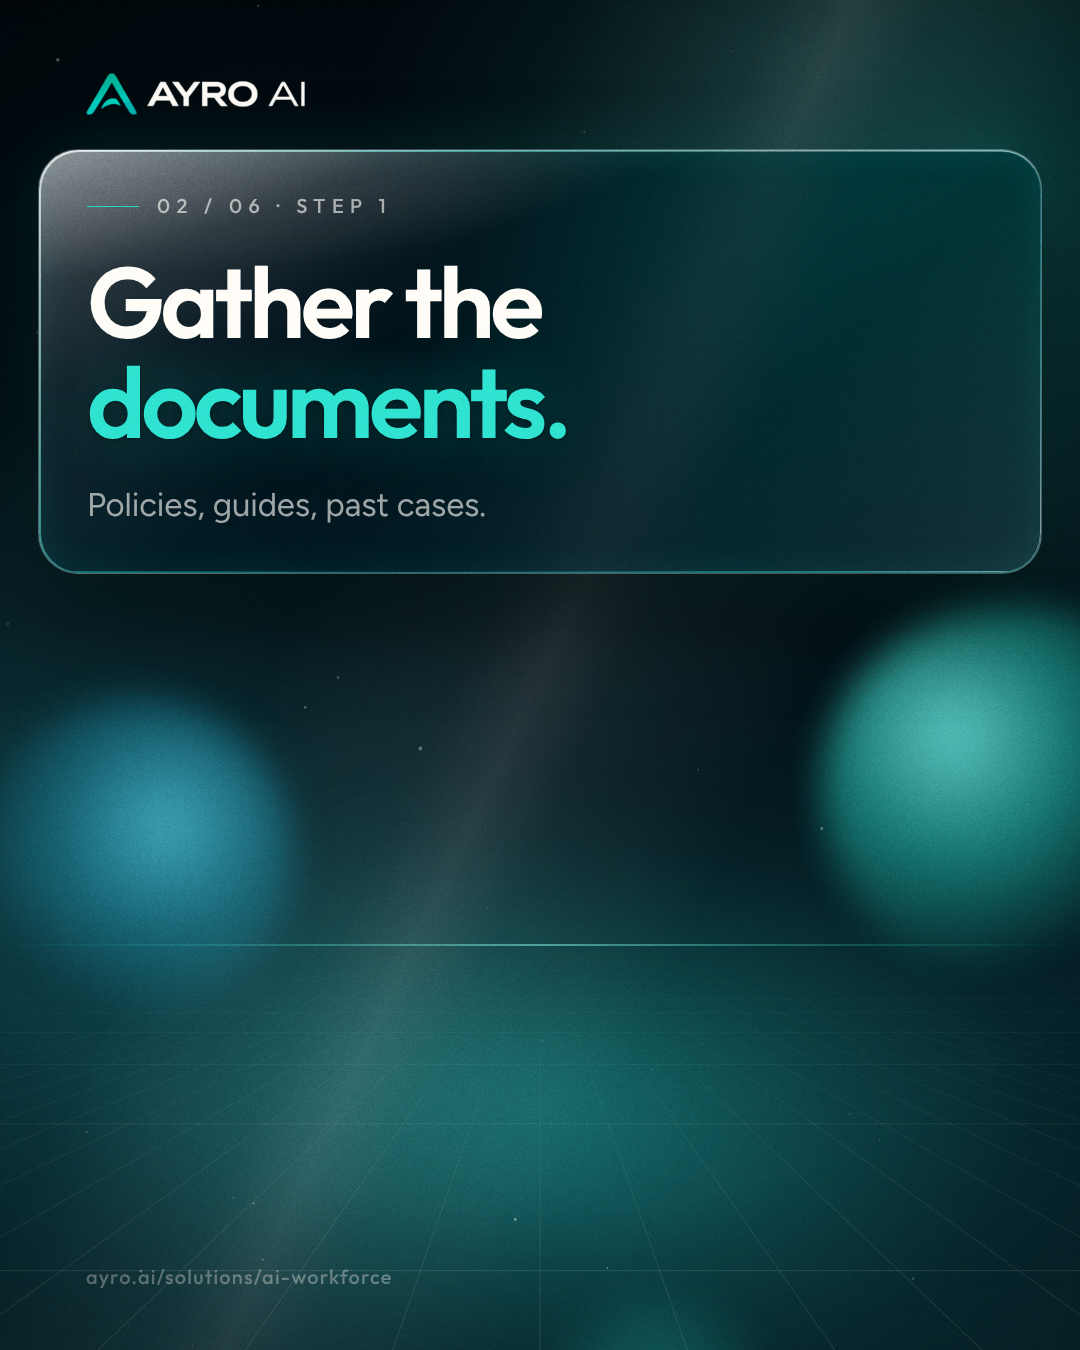 AYRO AI
02 / 06 · STEP 1
Gather the
documents.
Policies, guides, past cases.
ayro.ai/solutions/ai-workforce